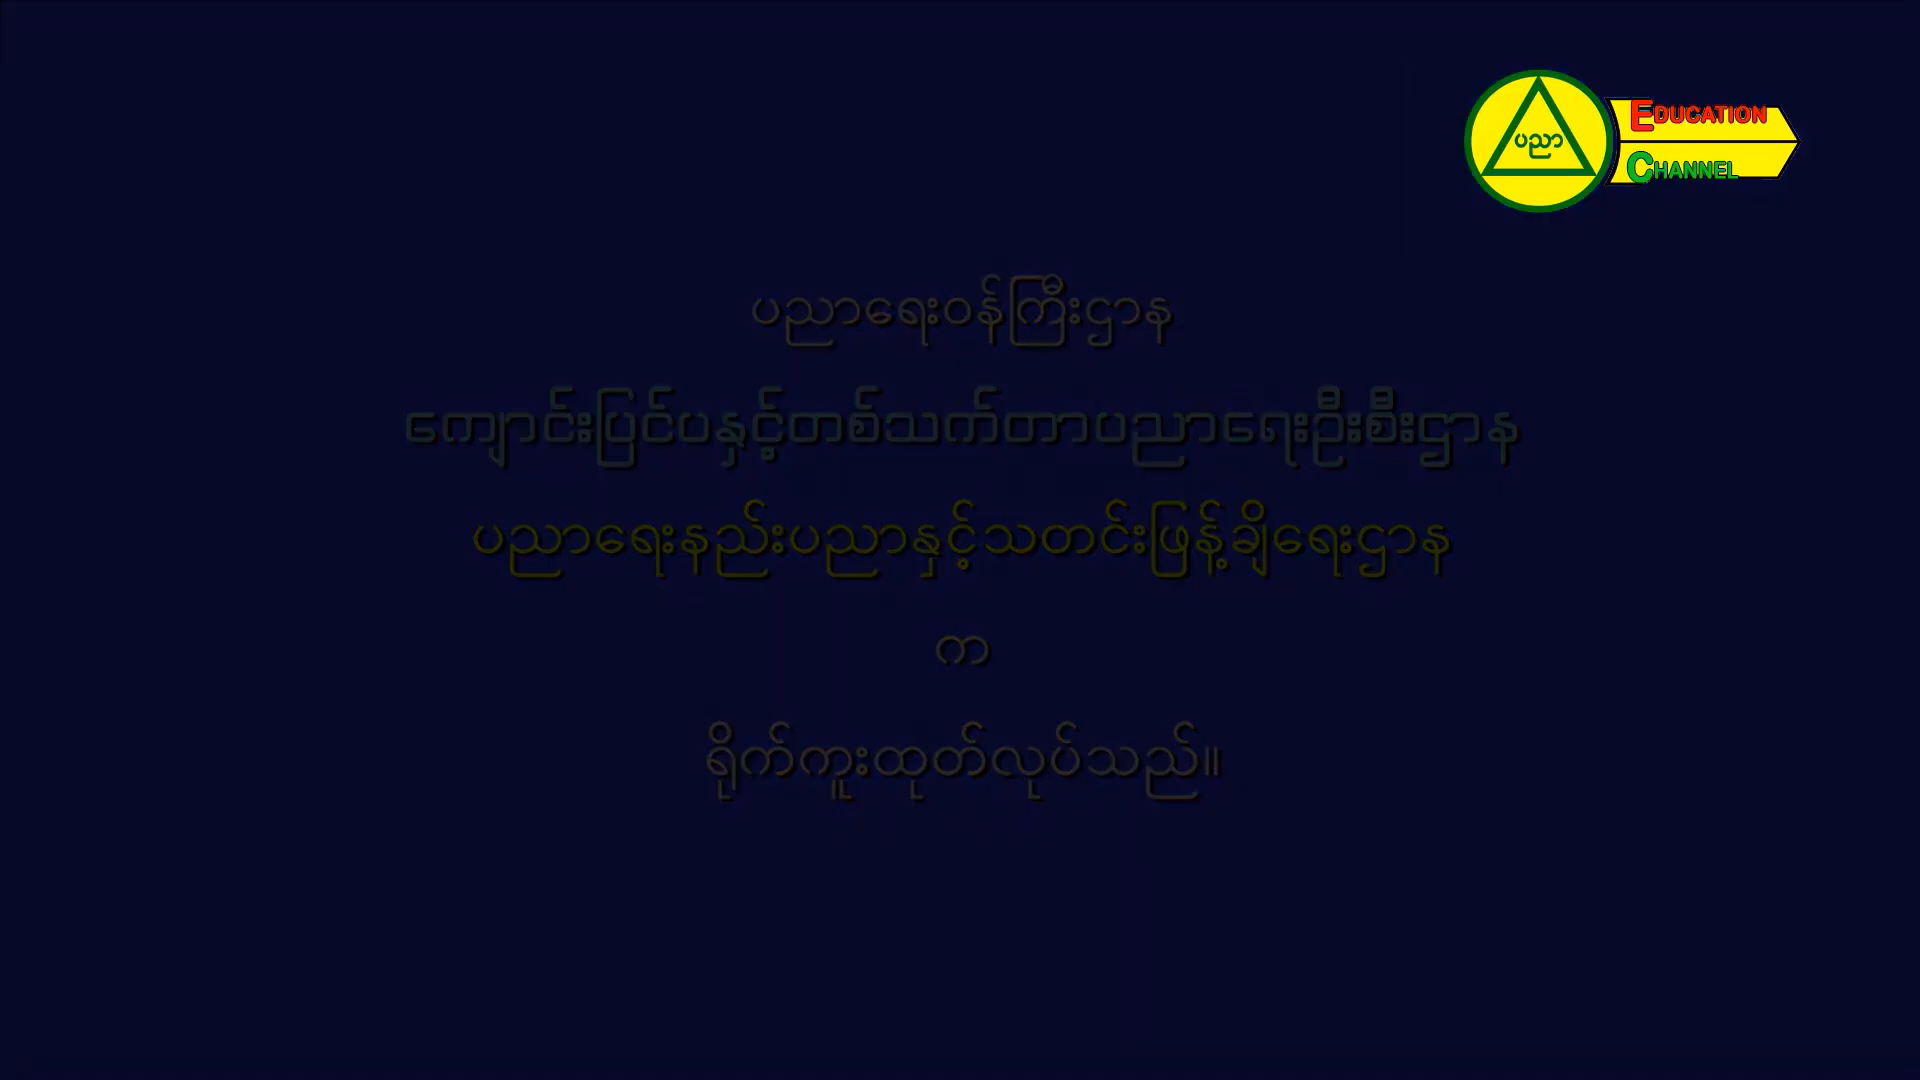 ပညာ
EDUCATION
CHANNEL
ပညာရေးဝန်ကြီးဌာန
ကျောင်းပြင်ပနှင့်တစ်သက်တာပညာရေးဦးစီးဌာန
ပညာရေးနည်းပညာနှင့်သတင်းဖြန့်ချိရေးဌာန
က
ရိုက်ကူးထုတ်လုပ်သည်။